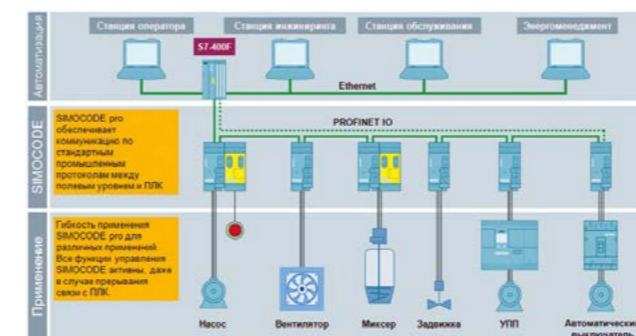 Автоматизация
Станция оператора
Станция инжиниринга
Станция обслуживания
Энергоменеджмент
S7-400F
Ethernet
SIMOCODE
SIMOCODE pro
обеспечивает
коммуникацию по
стандартным
промышленным
протоколам между
полевым уровнем и ПЛК
PROFINET IO
Применение
Гибкость применения
SIMOCODE pro для
различных применений.
Все функции управления
SIMOCODE активны, даже
в случае прерывания
связи с ПЛК.
Насос
Вентилятор
Миксер
Задвижка
УПП
Автоматический
выключатель